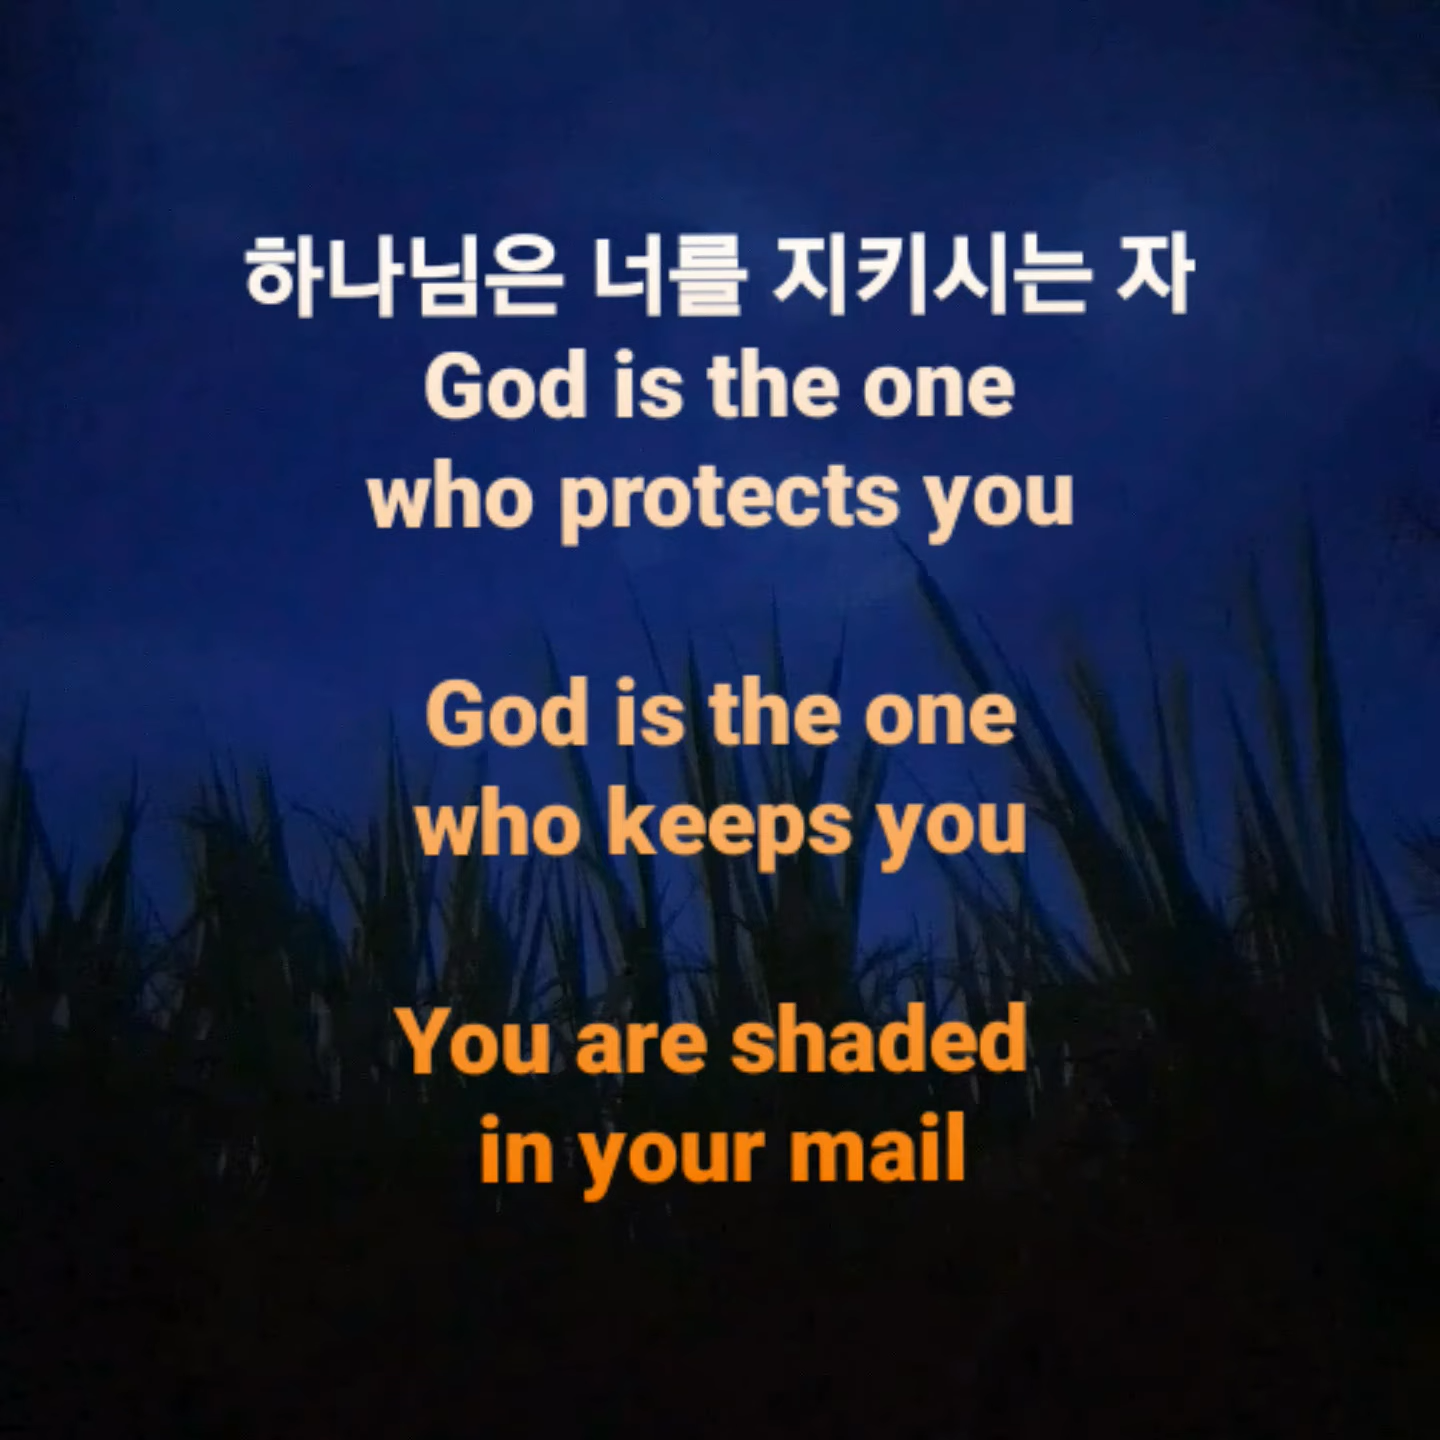 하나님은 너를 지키시는 자
God is the one
who protects you
God is the one
who keeps you
You are shaded
in your mail